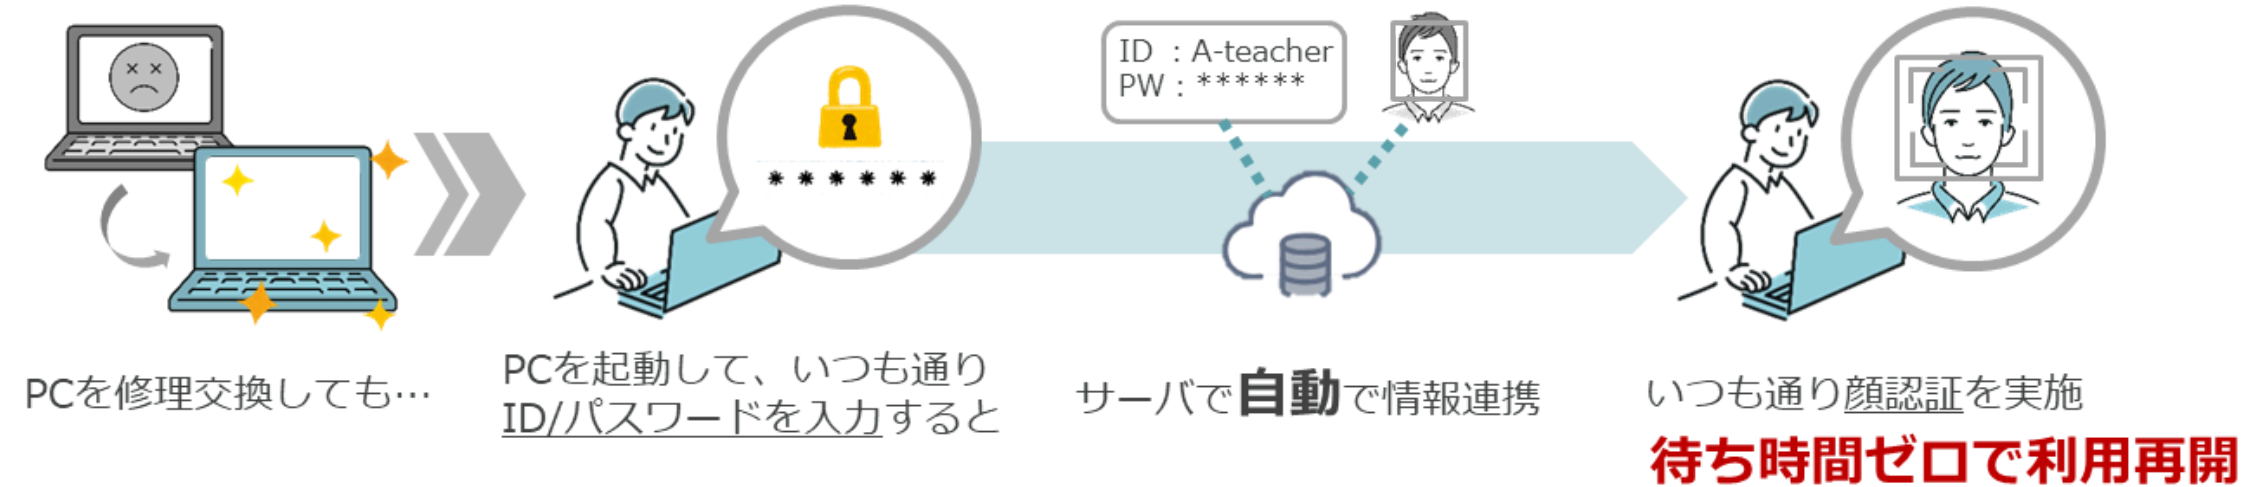 ID : A-teacher
PW : ******
******
PCを修理交換しても…
PCを起動して、いつも通り
ID/パスワードを入力すると
サーバで自動で情報連携
いつも通り顔認証を実施
待ち時間ゼロで利用再開